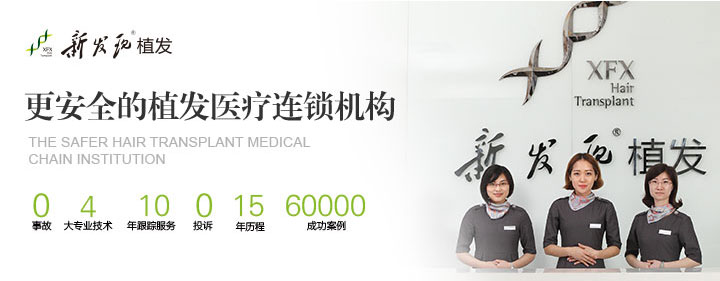 XFX
Hair
Transplant
新发现®植发
更安全的植发医疗连锁机构
THE SAFER HAIR TRANSPLANT MEDICAL
CHAIN INSTITUTION
0 4 10 0 15 60000
事故 大专业技术 年跟踪服务 投诉 年历程 成功案例
XFX
Hair
Transplant
新发现®植发